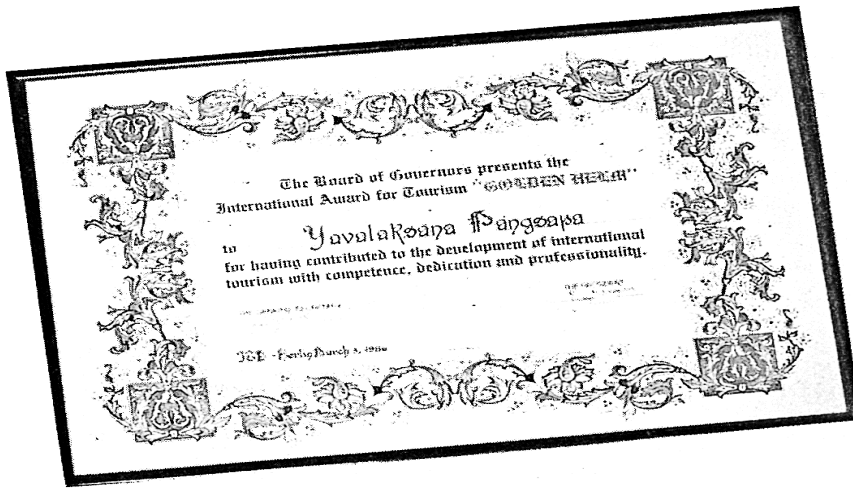 The Board of Governors presents the
International Award for Tourism "GOLDEN HELM"
to Yavalaksana Pangsapa
for having contributed to the development of international
tourism with competence, dedication and professionality.
March